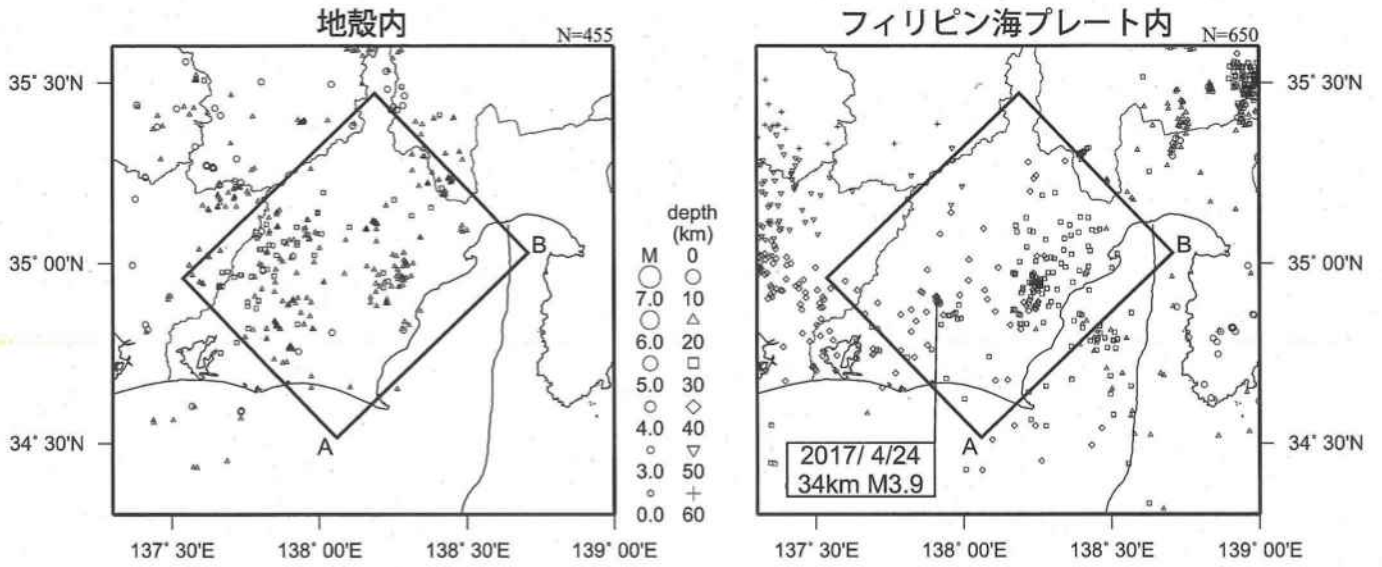 地殻内
N=455
35° 30'N
35° 00'N
34° 30'N
137° 30'E
138° 00'E
138° 30'E
139° 00'E
A
B
M
7.0
6.0
5.0
4.0
3.0
0.0
depth
(km)
0
10
20
30
40
50
60
フィリピン海プレート内
N=650
35° 30'N
35° 00'N
34° 30'N
137° 30'E
138° 00'E
138° 30'E
139° 00'E
A
B
2017/ 4/24
34km M3.9